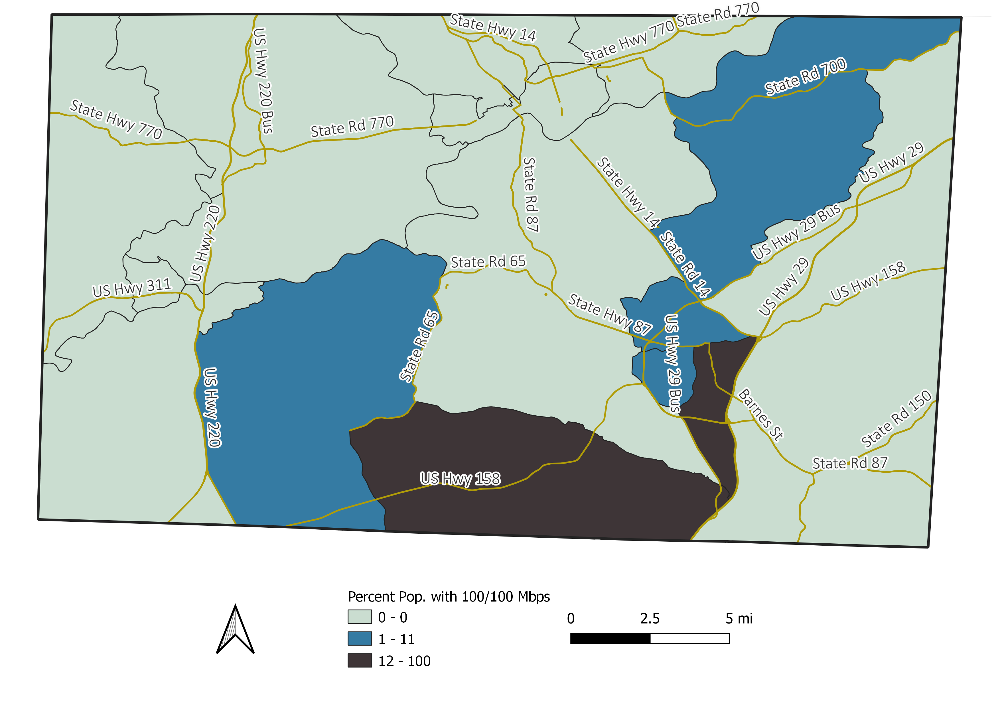 State Rd 770
State Hwy 14
State Hwy 770
US Hwy 220 Bus
State Rd 700
State Hwy 770
State Rd 770
US Hwy 29
State Rd 87
State Hwy 14
US Hwy 220
US Hwy 29 Bus
State Rd 14
State Rd 65
US Hwy 29
US Hwy 158
US Hwy 311
State Hwy 87
State Rd 65
US Hwy 29 Bus
US Hwy 220
Barnes St
State Rd 150
State Rd 87
US Hwy 158
Percent Pop. with 100/100 Mbps
0 - 0
1 - 11
12 - 100
0 2.5 5 mi